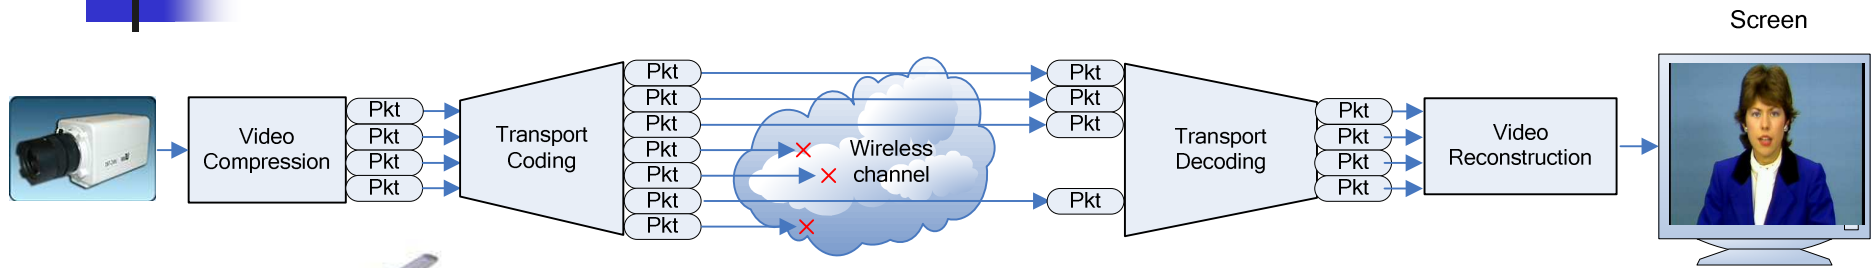 Screen
Video
Compression
Pkt
Pkt
Pkt
Pkt
Transport
Coding
Pkt
Pkt
Pkt
Pkt
Pkt
Pkt
Pkt
Wireless
channel
Pkt
Pkt
Pkt
Pkt
Transport
Decoding
Pkt
Pkt
Pkt
Pkt
Video
Reconstruction